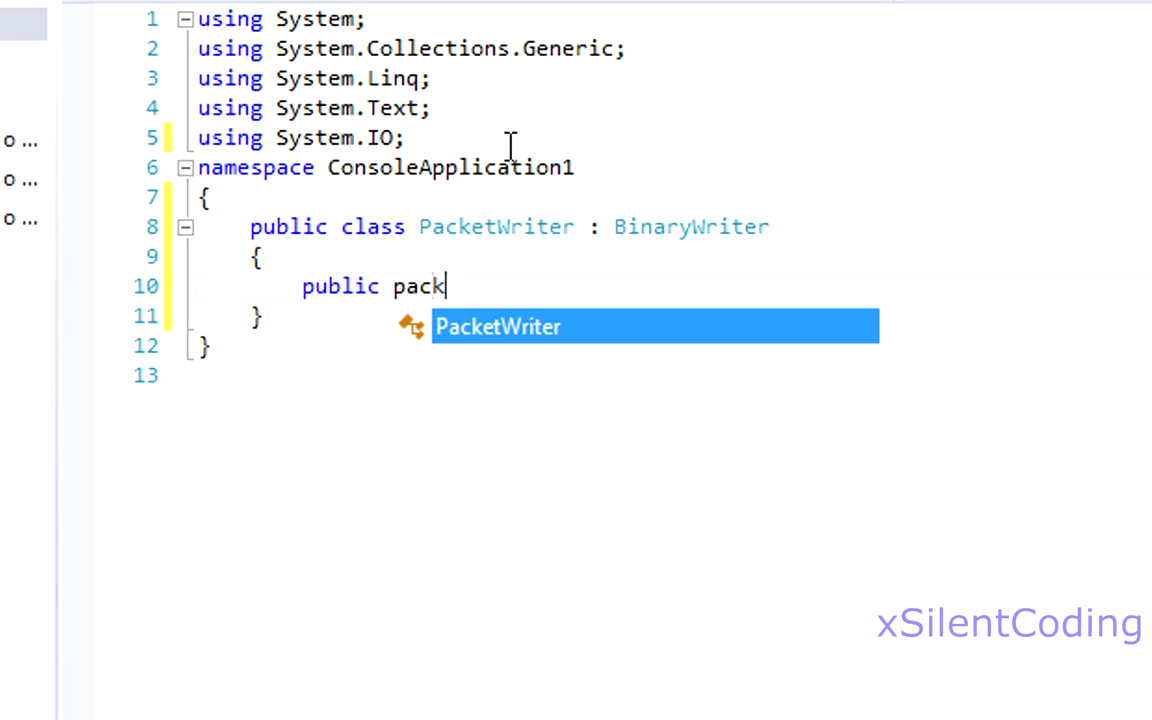 1 using System;
2 using System.Collections.Generic;
3 using System.Linq;
4 using System.Text;
o ...
5 using System.IO;
6 namespace ConsoleApplication1
o ...
7 {
o ...
8 public class PacketWriter : BinaryWriter
9 {
10 public pack
11 }
PacketWriter
12 }
13
xSilentCoding